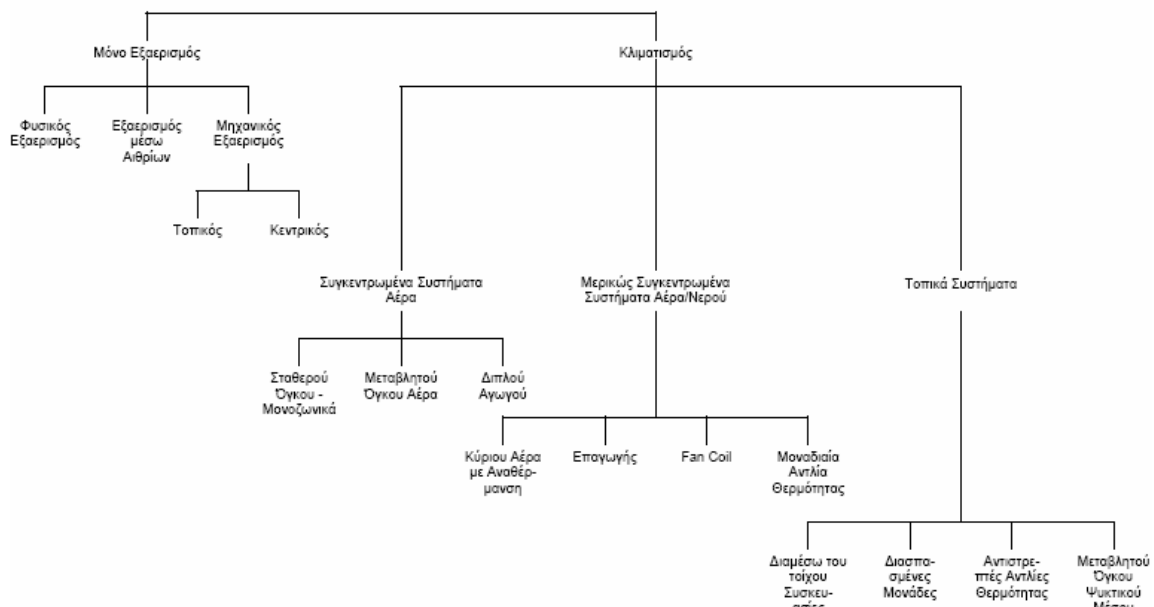 Μόνο Εξαερισμός
Κλιματισμός
Φυσικός
Εξαερισμός
Εξαερισμός
μέσω
Αιθρίων
Μηχανικός
Εξαερισμός
Τοπικός
Κεντρικός
Συγκεντρωμένα Συστήματα
Αέρα
Μερικώς Συγκεντρωμένα
Συστήματα Αέρα/Νερού
Τοπικά Συστήματα
Σταθερού
Όγκου -
Μονοζωνικά
Μεταβλητού
Όγκου Αέρα
Διπλού
Αγωγού
Κύριου Αέρα
με Αναθέρ-
μανση
Επαγωγής
Fan Coil
Μοναδιαία
Αντλία
Θερμότητας
Διαμέσω του
τοίχου
Συσκευ-
ασίες
Διασπα-
σμένες
Μονάδες
Αντιστρε-
πτές Αντλίες
Θερμότητας
Μεταβλητού
Όγκου
Ψυκτικού
Μέσου